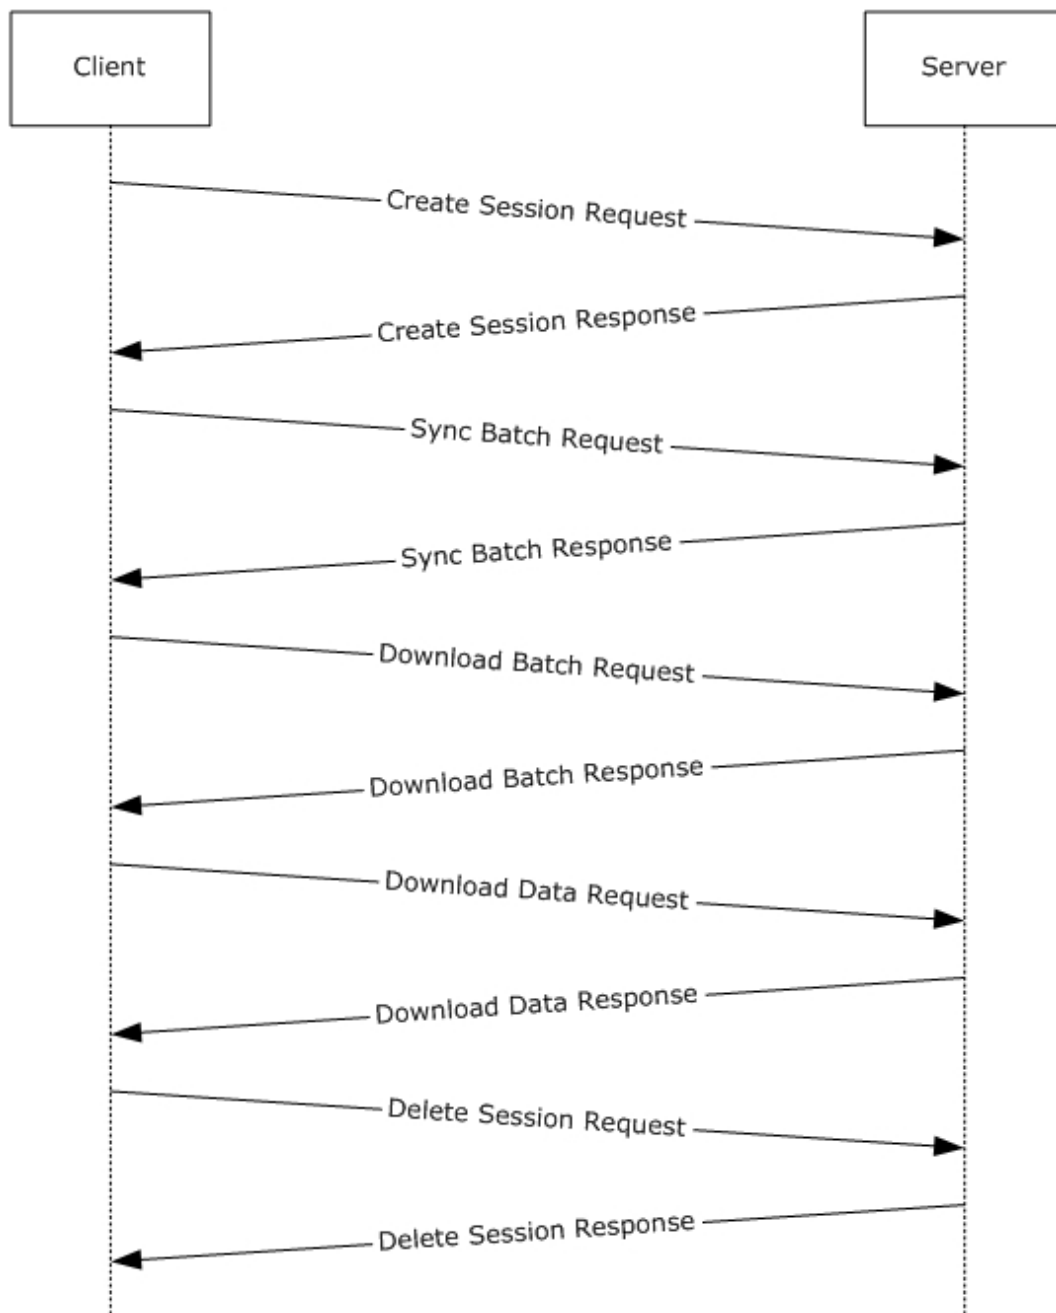 Client
Server
Create Session Request
Create Session Response
Sync Batch Request
Sync Batch Response
Download Batch Request
Download Batch Response
Download Data Request
Download Data Response
Delete Session Request
Delete Session Response